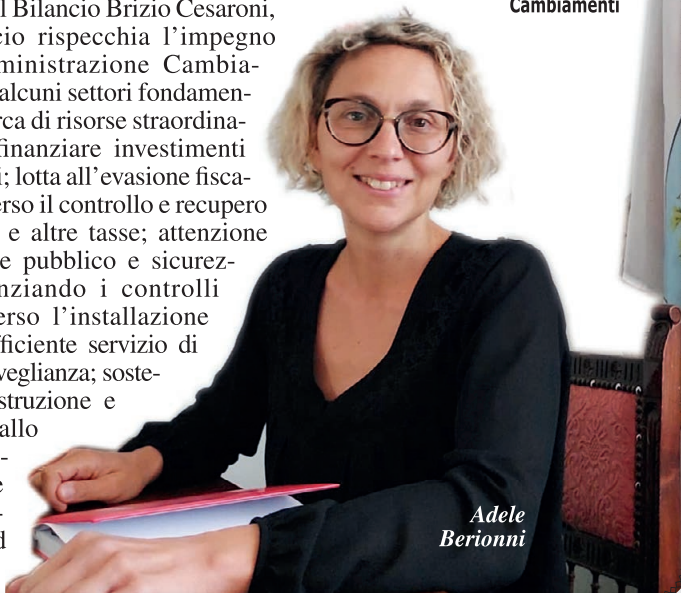 l Bilancio Brizio Cesaroni,
cio rispecchia l’impegno
ministrazione Cambia-
alcuni settori fondamen-
rca di risorse straordina-
finanziare investimenti
i; lotta all’evasione fisca-
erso il controllo e recupero
e altre tasse; attenzione
e pubblico e sicurez-
nziando i controlli
erso l’installazione
fficiente servizio di
veglianza; soste-
struzione e
allo
-
e
-
d
Cambiamenti
Adele
Berionni